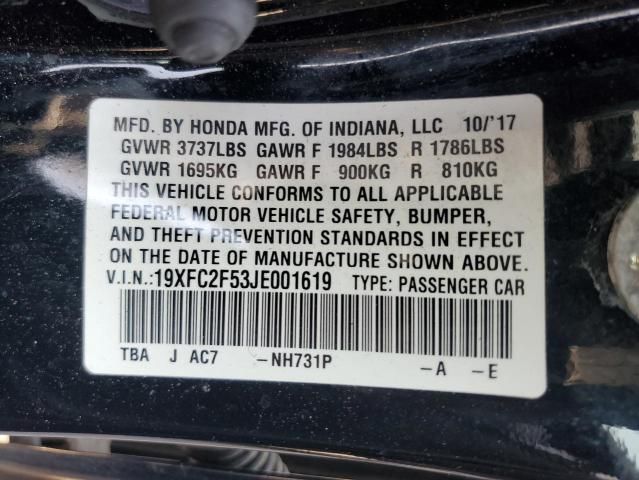 MFD. BY HONDA MFG. OF INDIANA, LLC 10/'17
GVWR 3737LBS GAWR F 1984LBS R 1786LBS
GVWR 1695KG GAWR F 900KG R 810KG
THIS VEHICLE CONFORMS TO ALL APPLICABLE
FEDERAL MOTOR VEHICLE SAFETY, BUMPER,
AND THEFT PREVENTION STANDARDS IN EFFECT
ON THE DATE OF MANUFACTURE SHOWN ABOVE.
V.I.N.:19XFC2F53JE001619 TYPE: PASSENGER CAR
TBA J AC7 -NH731P -A -E